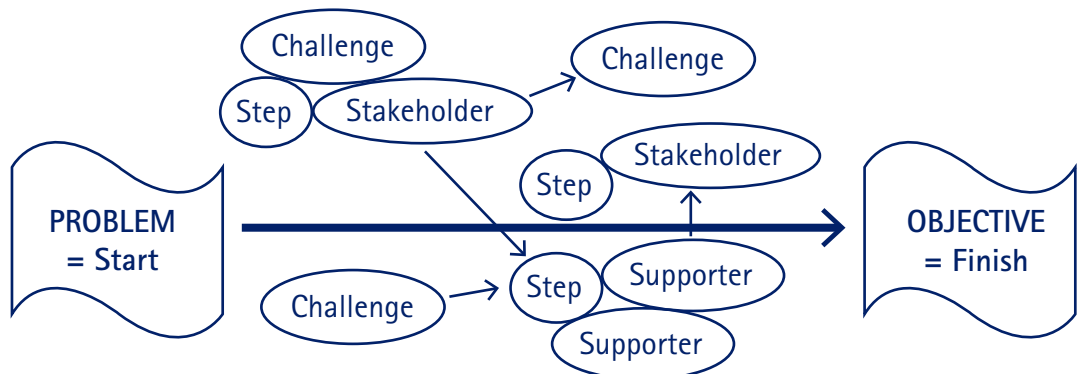 Challenge
Challenge
Step
Stakeholder
Stakeholder
Step
PROBLEM
= Start
OBJECTIVE
= Finish
Supporter
Step
Challenge
Supporter